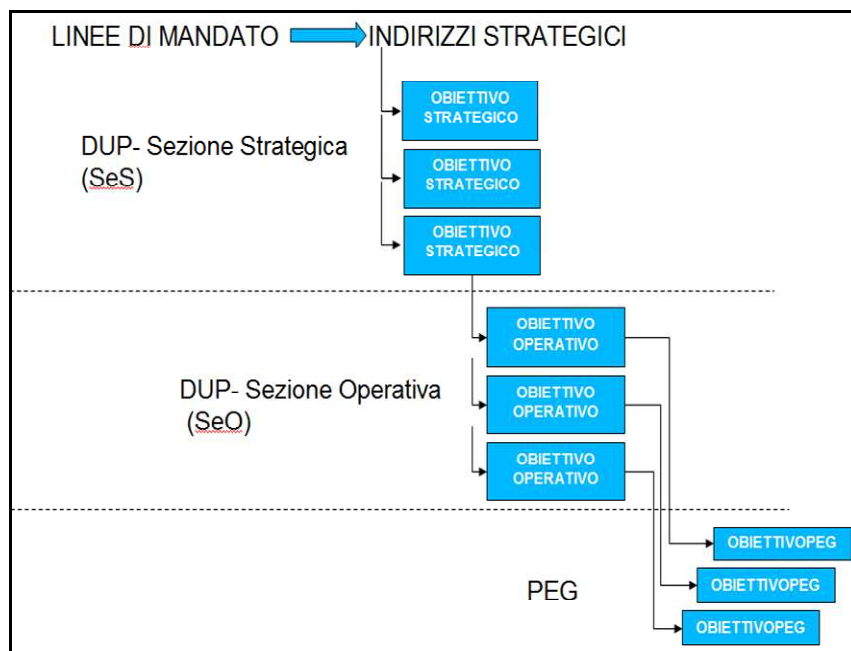 LINEE DI MANDATO INDIRIZZI STRATEGICI
OBIETTIVO
STRATEGICO
DUP- Sezione Strategica
(SeS)
OBIETTIVO
STRATEGICO
OBIETTIVO
STRATEGICO
OBIETTIVO
OPERATIVO
DUP- Sezione Operativa
(SeO)
OBIETTIVO
OPERATIVO
OBIETTIVO
OPERATIVO
OBIETTIVOPEG
PEG
OBIETTIVOPEG
OBIETTIVOPEG